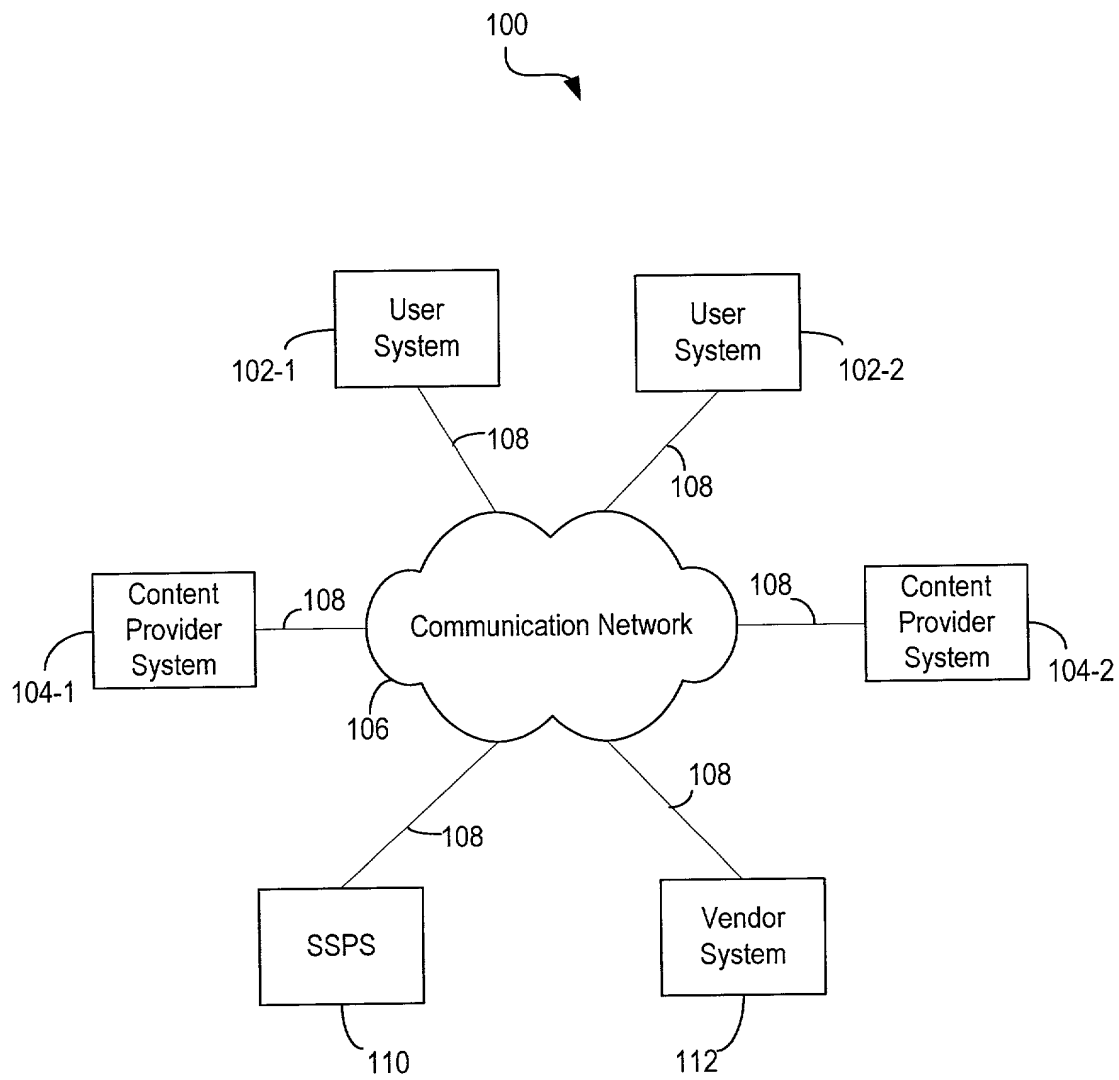 100
User
System
102-1
User
System
102-2
108
108
Content
Provider
System
104-1
108
Communication Network
106
108
Content
Provider
System
104-2
108
108
SSPS
110
Vendor
System
112